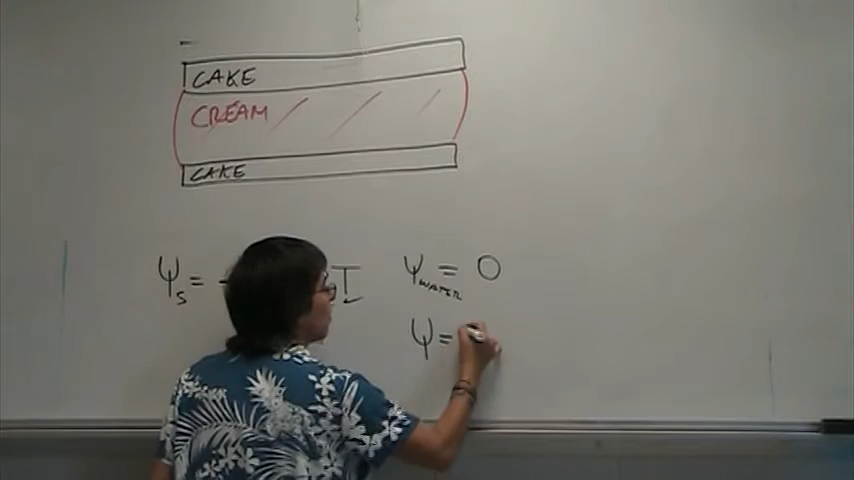 CAKE
CREAM
CAKE
Ψs = -
Ψwater = 0
Ψ =